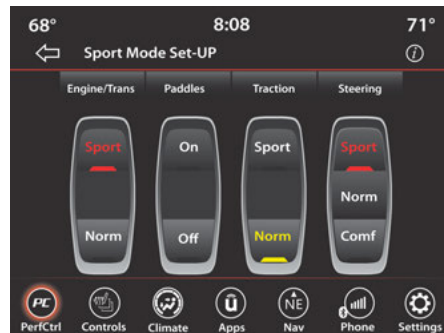 68° 8:08 71°
Sport Mode Set-UP i
Engine/Trans Paddles Traction Steering
Sport On Sport Sport
Norm
Norm Off Norm Comf
PC ū NE
PerfCtrl Controls Climate Apps Nav Phone Settings